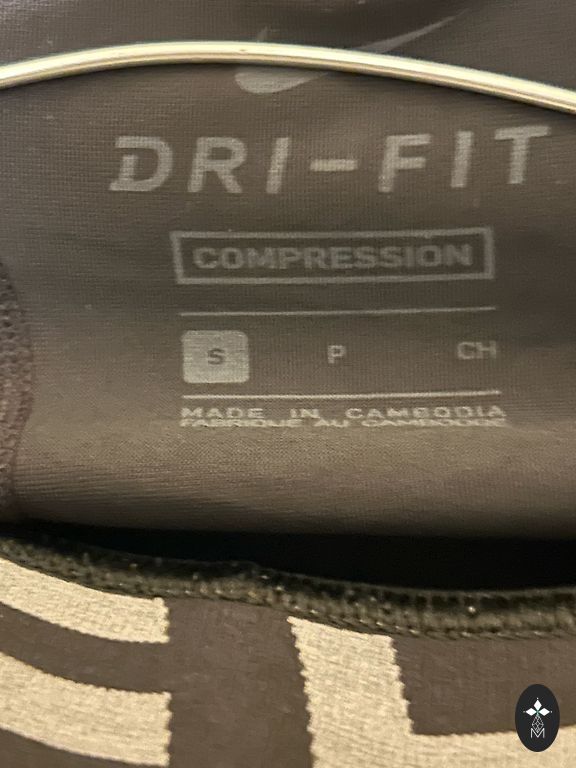 DRI-FIT
COMPRESSION
S P CH
MADE IN CAMBODIA
FABRIQUÉ AU CAMBODGE
M